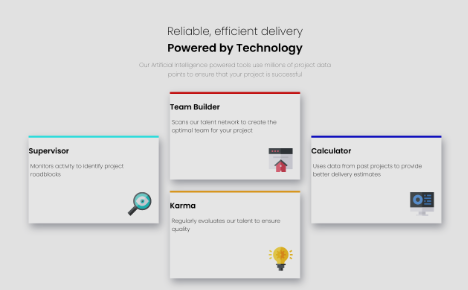 Reliable, efficient delivery
Powered by Technology
Our Artificial Intelligence powered tools use millions of project data
points to ensure that your project is successful
Team Builder
Scans our talent network to create the
optimal team for your project
Supervisor
Monitors activity to identify project
roadblocks
Calculator
Uses data from past projects to provide
better delivery estimates
Karma
Regularly evaluates our talent to ensure
quality